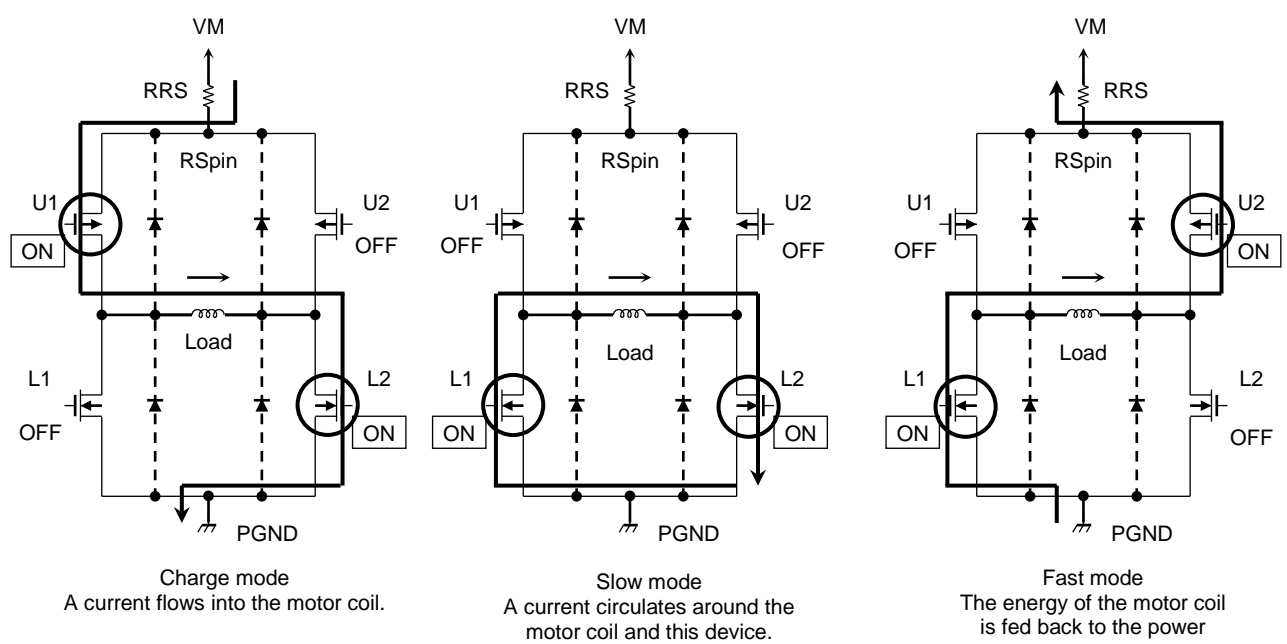 VM
RRS
RSpin
U1
ON
U2
OFF
Load
L1
OFF
L2
ON
PGND
Charge mode
A current flows into the motor coil.
VM
RRS
RSpin
U1
OFF
U2
OFF
Load
L1
ON
L2
ON
PGND
Slow mode
A current circulates around the
motor coil and this device.
VM
RRS
RSpin
U1
OFF
U2
ON
Load
L1
ON
L2
OFF
PGND
Fast mode
The energy of the motor coil
is fed back to the power